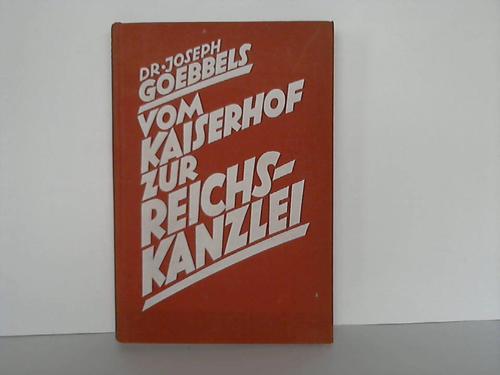 DR·JOSEPH
GOEBBELS
VOM
KAISERHOF
ZUR
REICHS-
KANZLEI